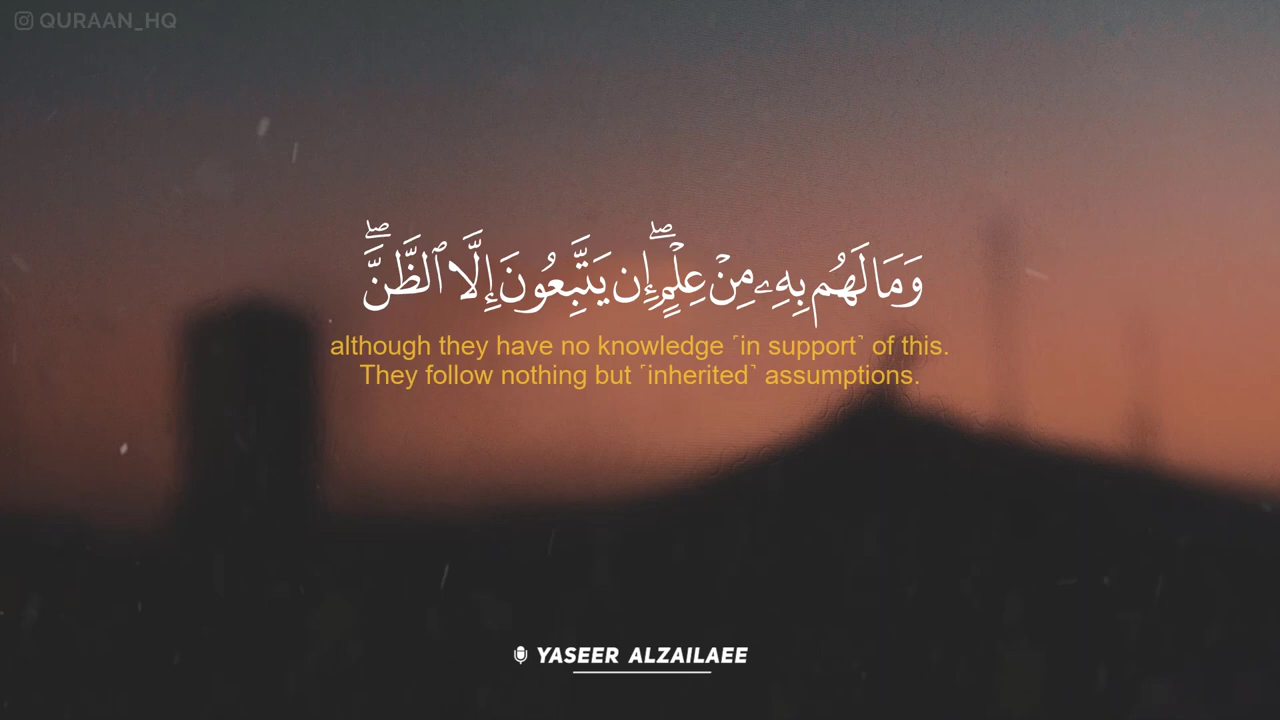 QURAAN_HQ
وَمَا لَهُم بِهِۦ مِنْ عِلْمٍ ۖ إِن يَتَّبِعُونَ إِلَّا ٱلظَّنَّ ۖ
although they have no knowledge ˹in support˺ of this.
They follow nothing but ˹inherited˺ assumptions.
YASEER ALZAILAEE